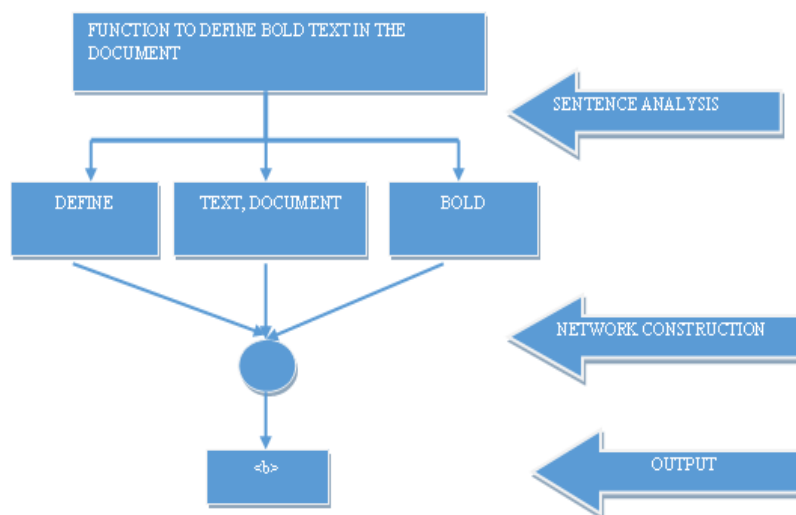 FUNCTION TO DEFINE BOLD TEXT IN THE
DOCUMENT
SENTENCE ANALYSIS
DEFINE
TEXT, DOCUMENT
BOLD
NETWORK CONSTRUCTION
<b>
OUTPUT